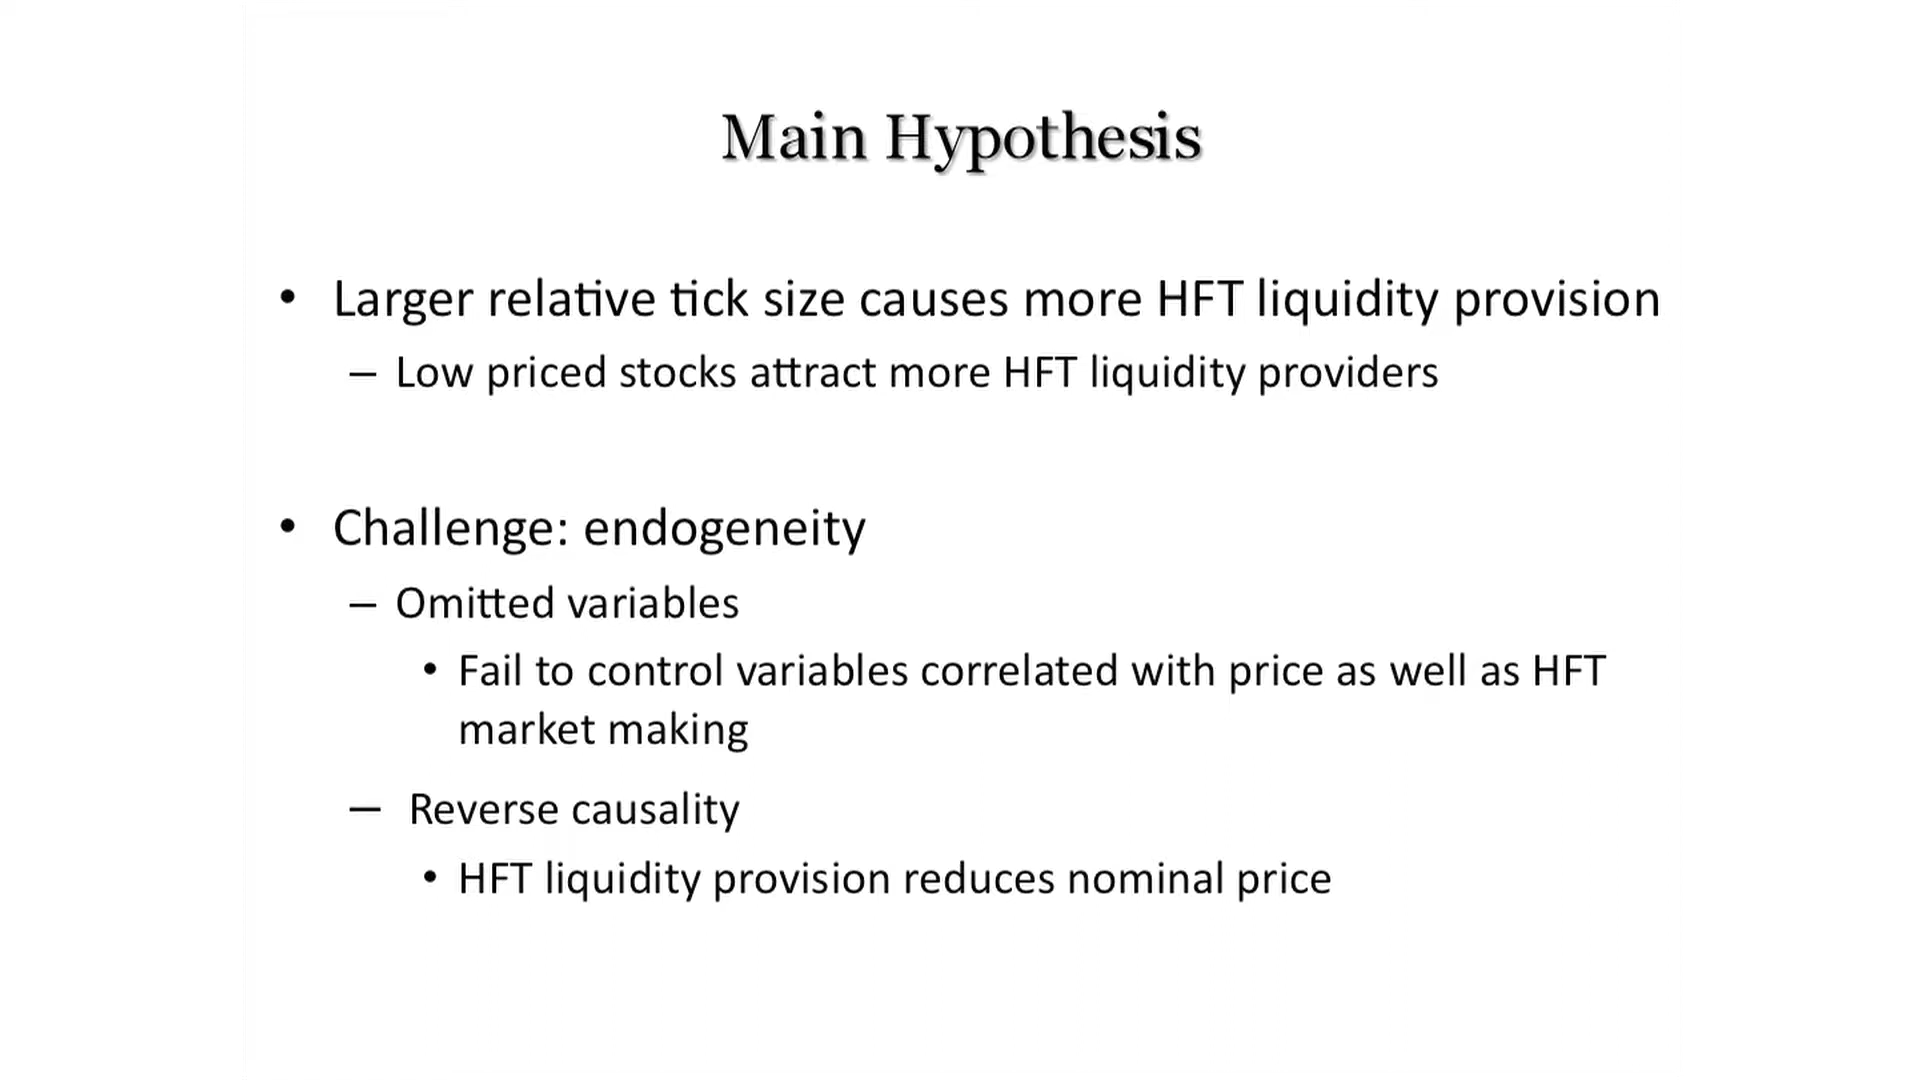 Main Hypothesis
• Larger relative tick size causes more HFT liquidity provision
– Low priced stocks attract more HFT liquidity providers
• Challenge: endogeneity
– Omitted variables
• Fail to control variables correlated with price as well as HFT
market making
– Reverse causality
• HFT liquidity provision reduces nominal price